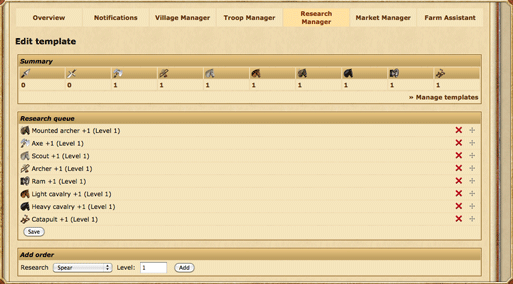 Overview
Notifications
Village Manager
Troop Manager
Research Manager
Market Manager
Farm Assistant
Edit template
Summary
0 0 1 1 1 1 1 1 1 1
» Manage templates
Research queue
Mounted archer +1 (Level 1)
Axe +1 (Level 1)
Scout +1 (Level 1)
Archer +1 (Level 1)
Ram +1 (Level 1)
Light cavalry +1 (Level 1)
Heavy cavalry +1 (Level 1)
Catapult +1 (Level 1)
Save
Add order
Research Spear Level: 1 Add